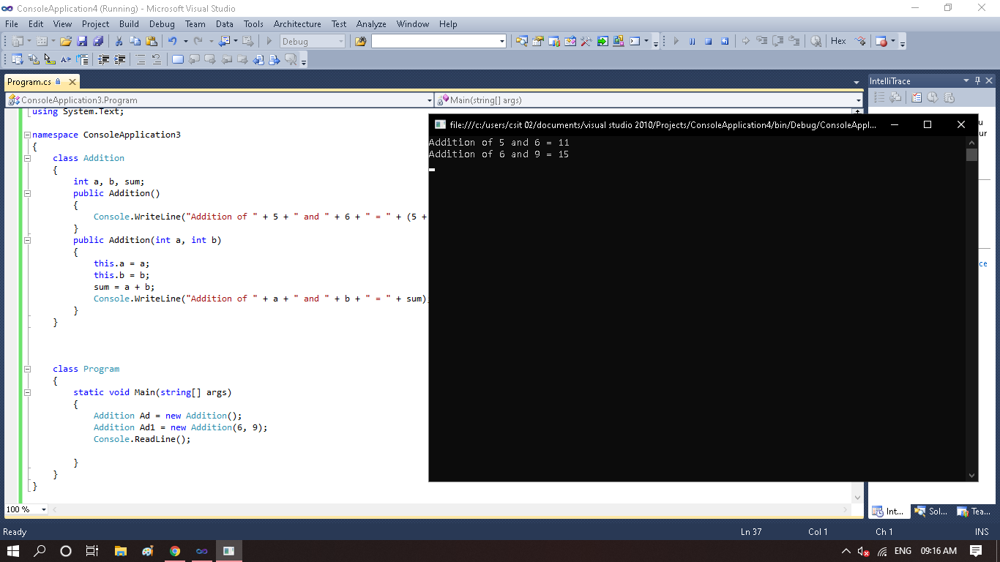 ConsoleApplication4 (Running) - Microsoft Visual Studio
File Edit View Project Build Debug Team Data Tools Architecture Test Analyze Window Help
Debug
Hex
Program.cs
IntelliTrace
ConsoleApplication3.Program
Main(string[] args)
using System.Text;
namespace ConsoleApplication3
{
class Addition
{
int a, b, sum;
public Addition()
{
Console.WriteLine("Addition of " + 5 + " and " + 6 + " = " + (5 +
}
public Addition(int a, int b)
{
this.a = a;
this.b = b;
sum = a + b;
Console.WriteLine("Addition of " + a + " and " + b + " = " + sum)
}
}
class Program
{
static void Main(string[] args)
{
Addition Ad = new Addition();
Addition Ad1 = new Addition(6, 9);
Console.ReadLine();
}
}
}
file:///c:/users/csit 02/documents/visual studio 2010/Projects/ConsoleApplication4/bin/Debug/ConsoleAppl...
Addition of 5 and 6 = 11
Addition of 6 and 9 = 15
100 %
Int... Sol... Tea...
Ready
Ln 37 Col 1 Ch 1 INS
ENG 09:16 AM